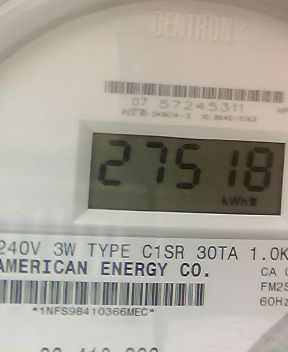 CENTRON®
07 57245311
27518
kWh
240V 3W TYPE C1SR 30TA 1.0K
AMERICAN ENERGY CO.
CA
FM2S
60Hz
*1NFS98410366MEC*